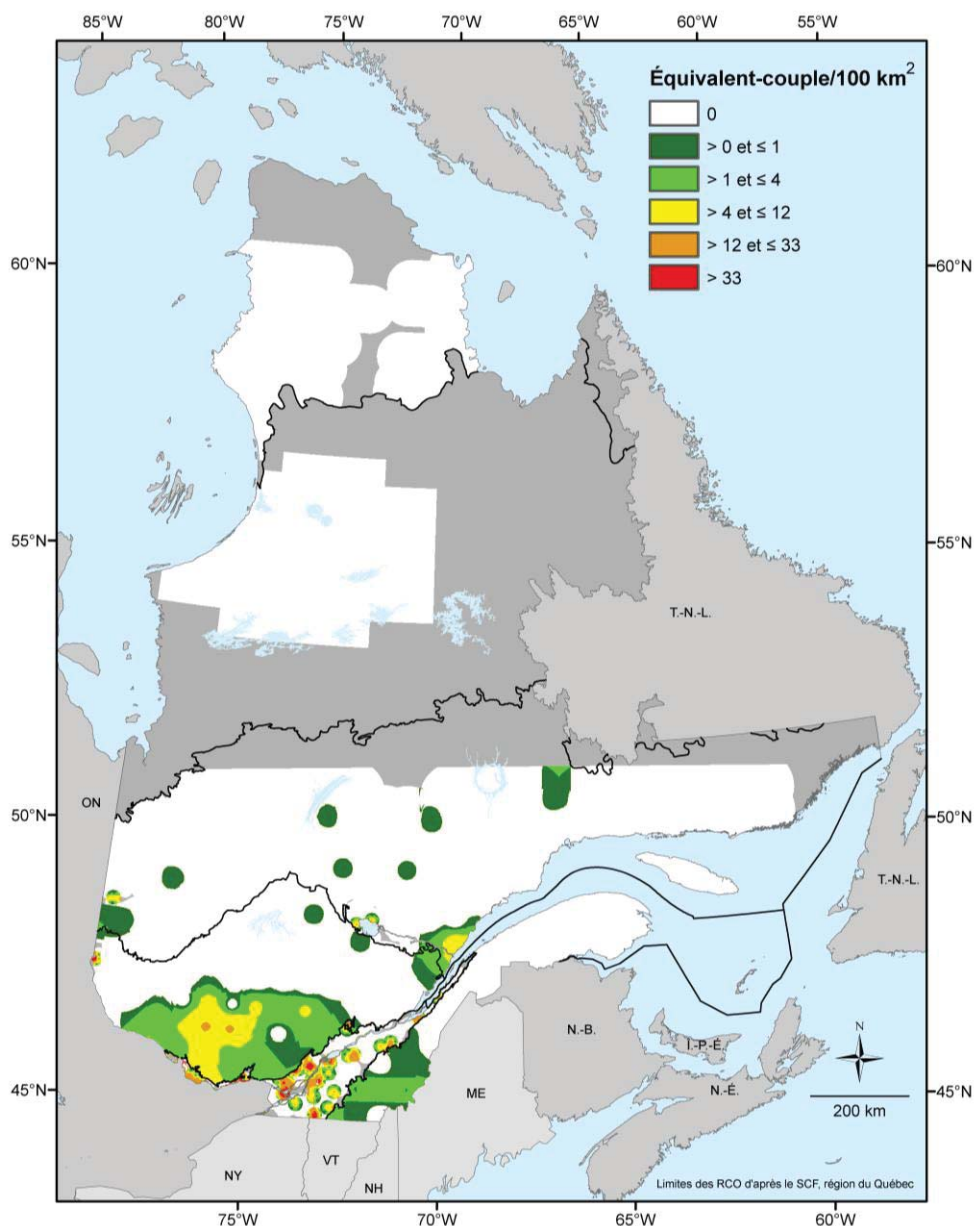 85°W 80°W 75°W 70°W 65°W 60°W 55°W
Équivalent-couple/100 km²
0
> 0 et ≤ 1
> 1 et ≤ 4
> 4 et ≤ 12
> 12 et ≤ 33
> 33
60°N 60°N
55°N 55°N
T.-N.-L.
ON
50°N 50°N
T.-N.-L.
N.-B.
Î.-P.-É.
N
45°N 45°N
ME
N.-É.
200 km
NY
VT
NH
Limites des RCO d'après le SCF, région du Québec
75°W 70°W 65°W 60°W